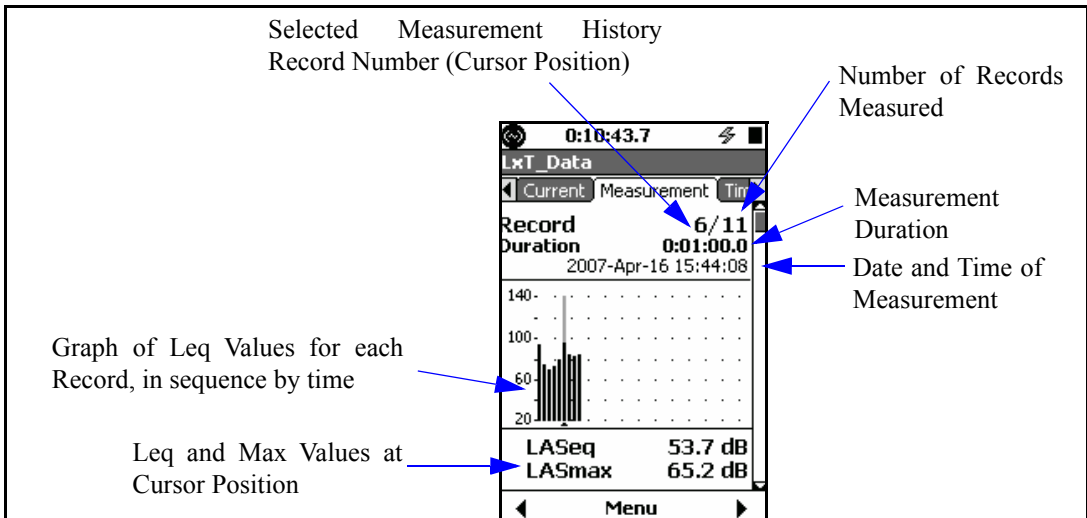 Selected Measurement History
Record Number (Cursor Position)
Number of Records
Measured
0:10:43.7
LxT_Data
Current Measurement Tim
Record 6/11
Duration 0:01:00.0
2007-Apr-16 15:44:08
Measurement
Duration
Date and Time of
Measurement
140
100
60
20
Graph of Leq Values for each
Record, in sequence by time
LASeq 53.7 dB
LASmax 65.2 dB
Leq and Max Values at
Cursor Position
Menu